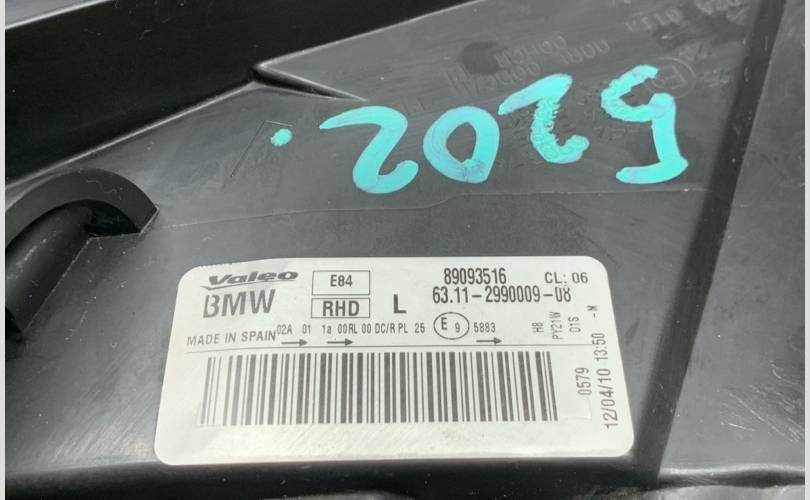 5202.
Valeo E84 89093516 CL: 06
BMW RHD L 63.11-2990009-08
MADE IN SPAIN 02A 01 1a 00RL 00 DC/R PL 25 E 9 5883
H8
PY21W
D1S
-M
0579
12/04/10 13:50